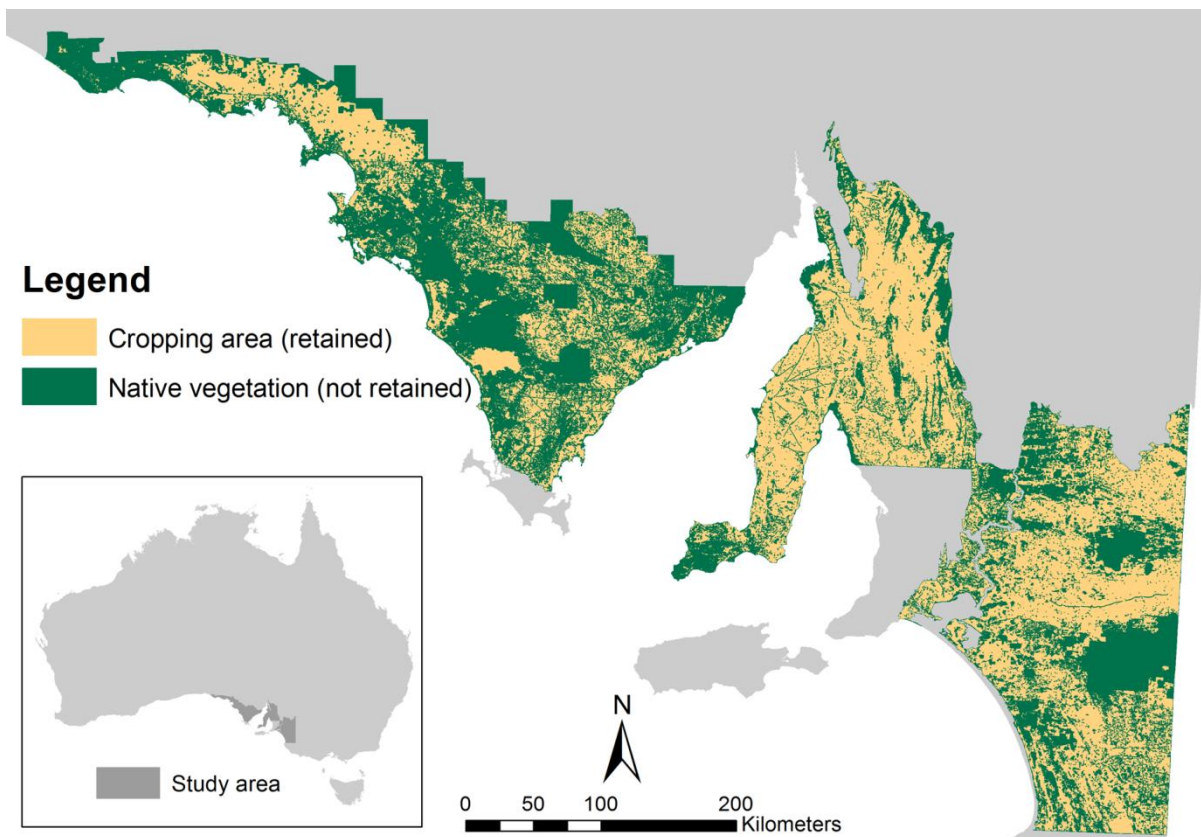 Legend
Cropping area (retained)
Native vegetation (not retained)
Study area
N
0 50 100 200
Kilometers